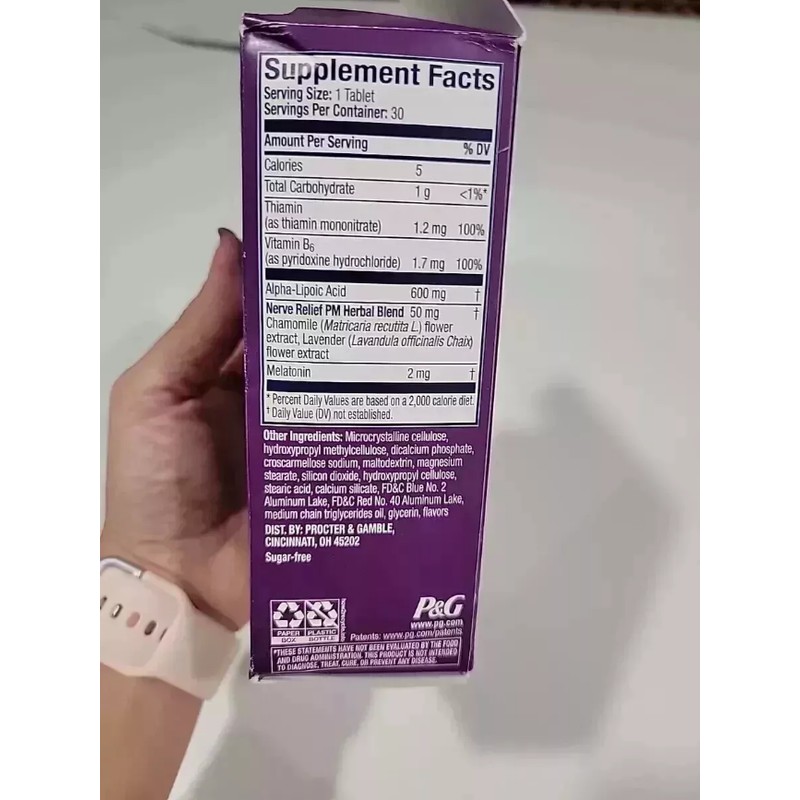 Supplement Facts
Serving Size: 1 Tablet
Servings Per Container: 30
Amount Per Serving % DV
Calories 5
Total Carbohydrate 1 g <1%*
Thiamin
(as thiamin mononitrate) 1.2 mg 100%
Vitamin B6
(as pyridoxine hydrochloride) 1.7 mg 100%
Alpha-Lipoic Acid 600 mg †
Nerve Relief PM Herbal Blend 50 mg †
Chamomile (Matricaria recutita L.) flower
extract, Lavender (Lavandula officinalis Chaix)
flower extract
Melatonin 2 mg †
* Percent Daily Values are based on a 2,000 calorie diet.
† Daily Value (DV) not established.
Other Ingredients: Microcrystalline cellulose,
hydroxypropyl methylcellulose, dicalcium phosphate,
croscarmellose sodium, maltodextrin, magnesium
stearate, silicon dioxide, hydroxypropyl cellulose,
stearic acid, calcium silicate, FD&C Blue No. 2
Aluminum Lake, FD&C Red No. 40 Aluminum Lake,
medium chain triglycerides oil, glycerin, flavors
DIST. BY: PROCTER & GAMBLE,
CINCINNATI, OH 45202
Sugar-free
PAPER BOX
PLASTIC BOTTLE
how2recycle.info
P&G
www.pg.com
Patents: www.pg.com/patents
*THESE STATEMENTS HAVE NOT BEEN EVALUATED BY THE FOOD
AND DRUG ADMINISTRATION. THIS PRODUCT IS NOT INTENDED
TO DIAGNOSE, TREAT, CURE, OR PREVENT ANY DISEASE.